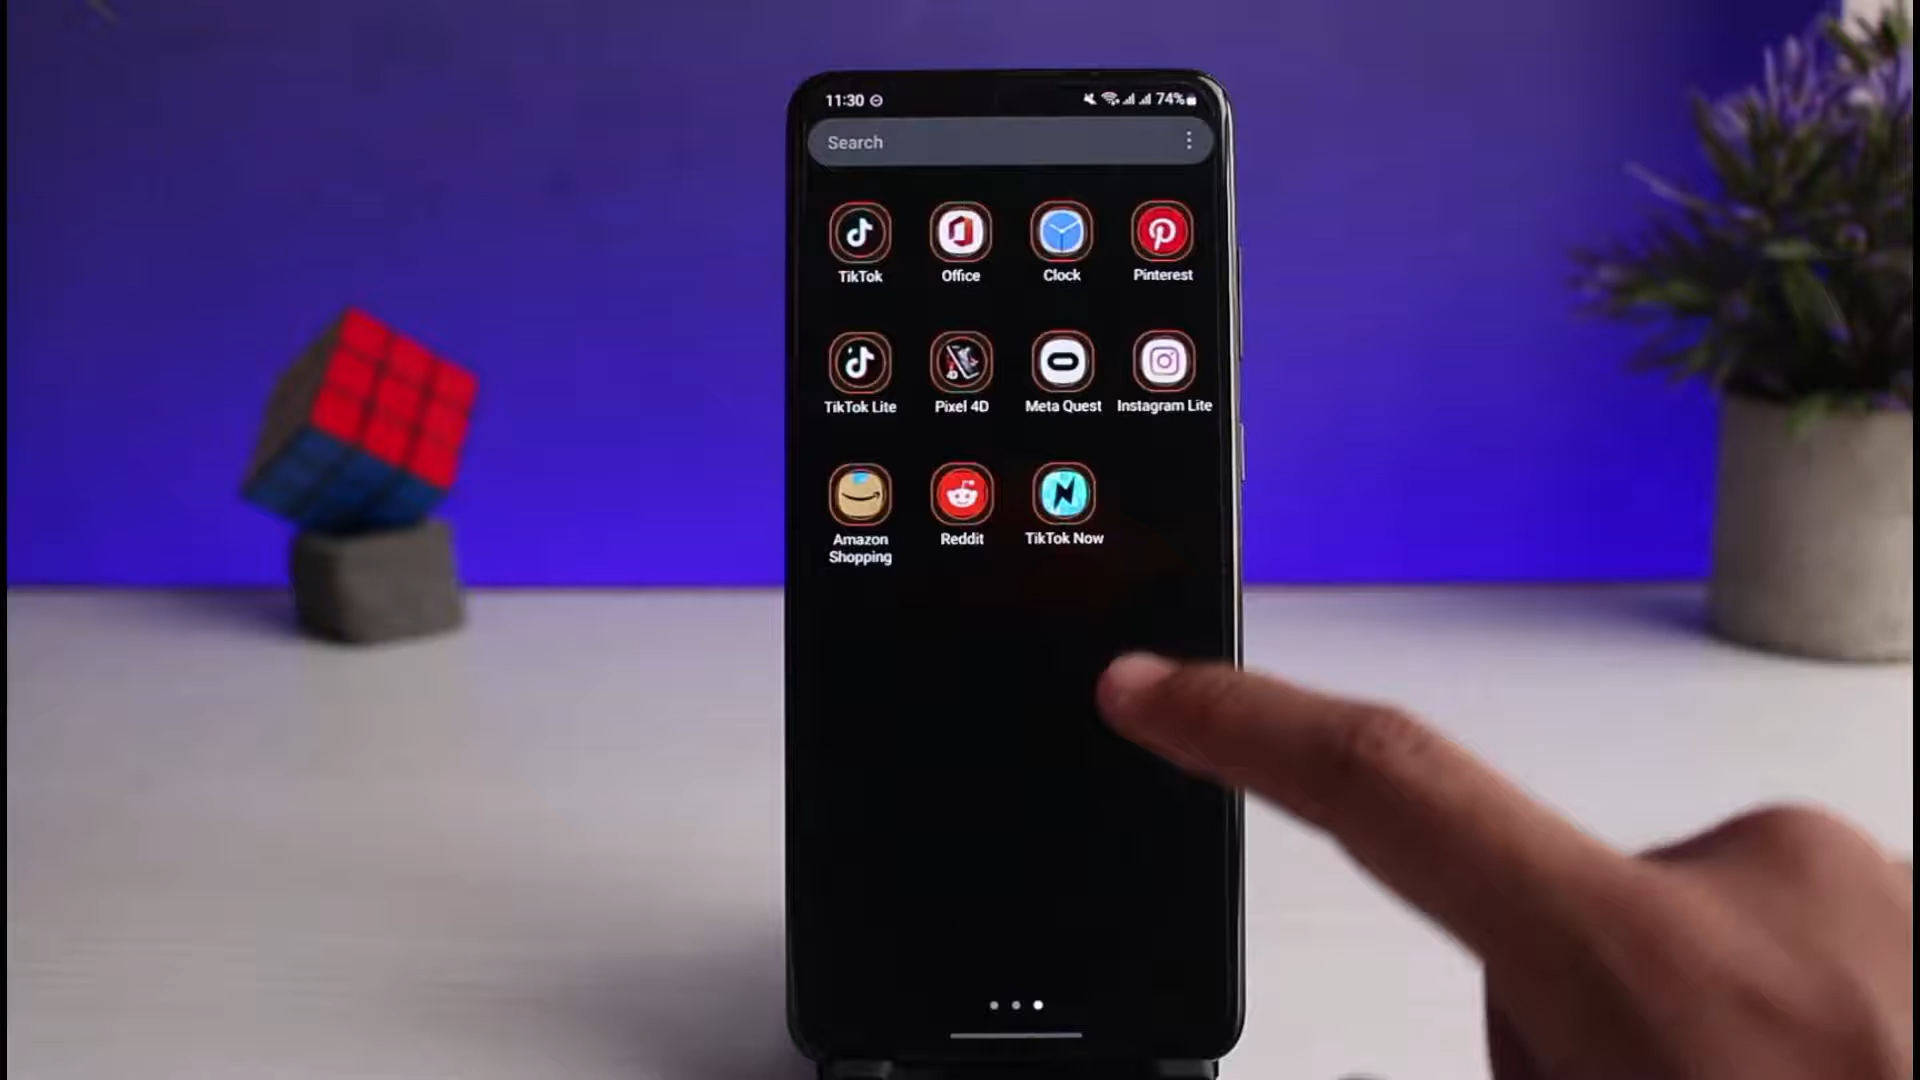 11:30
74%
Search
TikTok
Office
Clock
Pinterest
TikTok Lite
Pixel 4D
Meta Quest
Instagram Lite
Amazon
Shopping
Reddit
TikTok Now